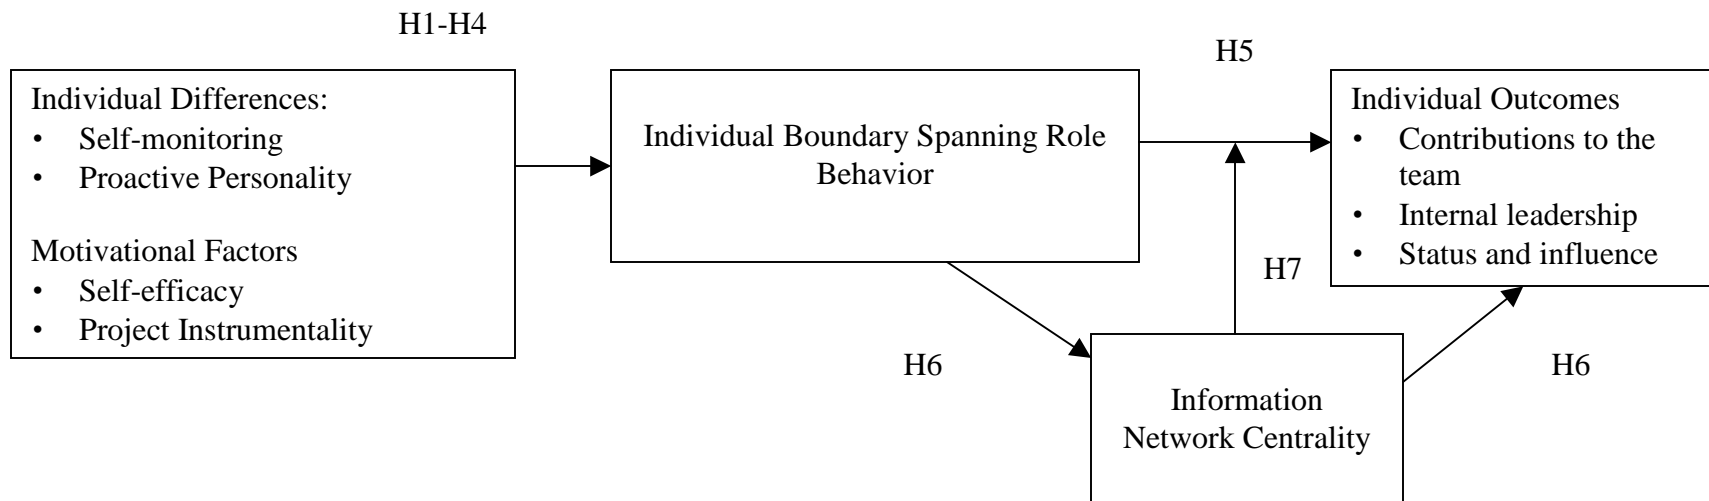 H1-H4
Individual Differences:
• Self-monitoring
• Proactive Personality
Motivational Factors
• Self-efficacy
• Project Instrumentality
Individual Boundary Spanning Role
Behavior
H5
Individual Outcomes
• Contributions to the
team
• Internal leadership
• Status and influence
H7
H6
Information
Network Centrality
H6